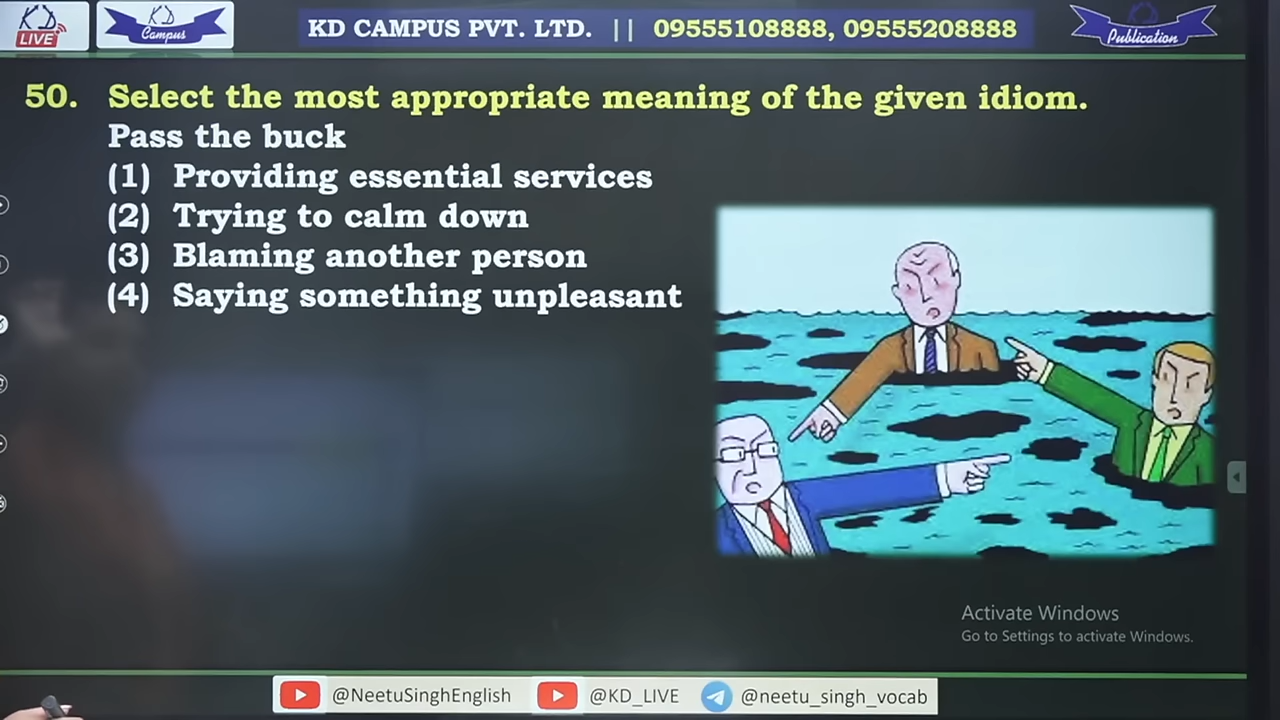 KD
LIVE
KD
Campus
KD CAMPUS PVT. LTD. || 09555108888, 09555208888
Publication
50. Select the most appropriate meaning of the given idiom.
Pass the buck
(1) Providing essential services
(2) Trying to calm down
(3) Blaming another person
(4) Saying something unpleasant
Activate Windows
Go to Settings to activate Windows.
@NeetuSinghEnglish
@KD_LIVE
@neetu_singh_vocab